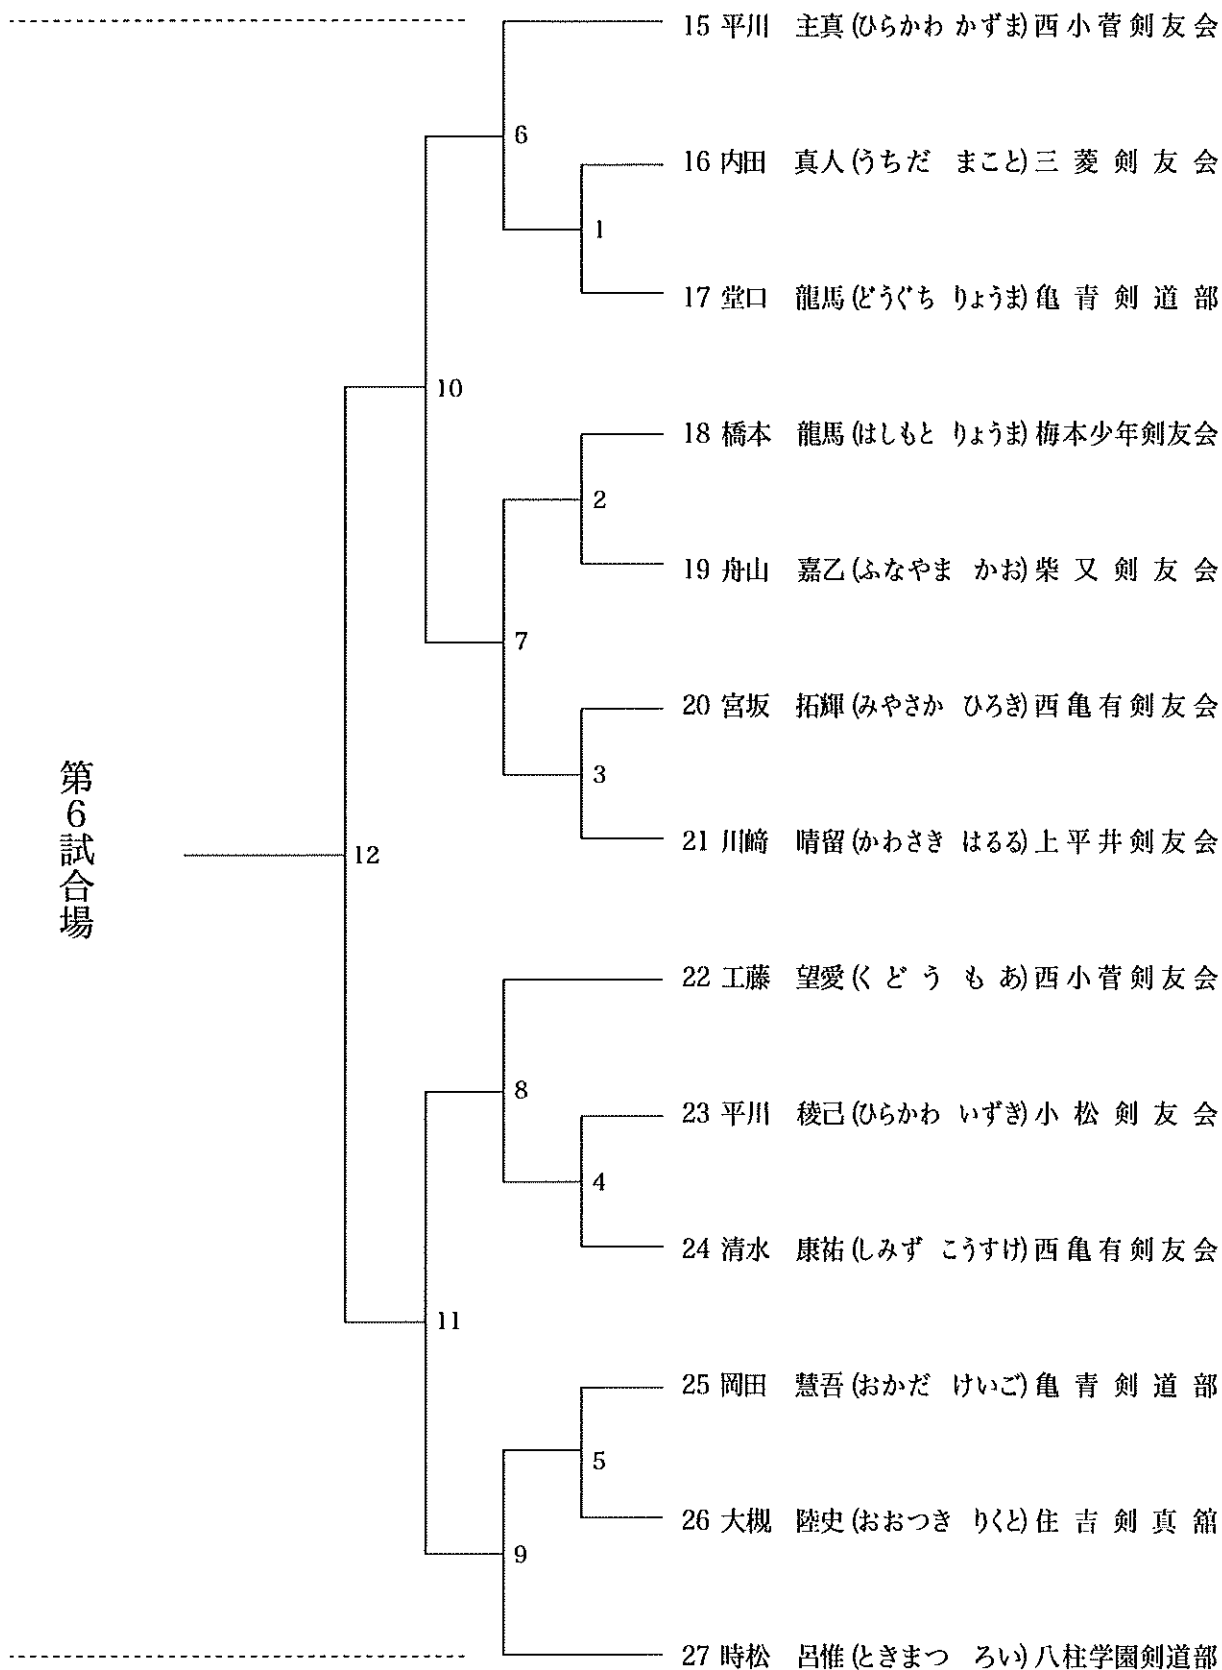 15 平川 主真 (ひらかわ かずま) 西小菅剣友会
6
16 内田 真人 (うちだ まこと) 三菱剣友会
1
17 堂口 龍馬 (どうぐち りょうま) 亀青剣道部
10
18 橋本 龍馬 (はしもと りょうま) 梅本少年剣友会
2
19 舟山 嘉乙 (ふなやま かお) 柴又剣友会
7
20 宮坂 拓輝 (みやさか ひろき) 西亀有剣友会
3
21 川﨑 晴留 (かわさき はるる) 上平井剣友会
第6試合場
12
22 工藤 望愛 (くどう もあ) 西小菅剣友会
8
23 平川 稜己 (ひらかわ いずき) 小松剣友会
4
24 清水 康祐 (しみず こうすけ) 西亀有剣友会
11
25 岡田 慧吾 (おかだ けいご) 亀青剣道部
5
26 大槻 陸史 (おおつき りくと) 住吉剣真舘
9
27 時松 呂惟 (ときまつ ろい) 八柱学園剣道部